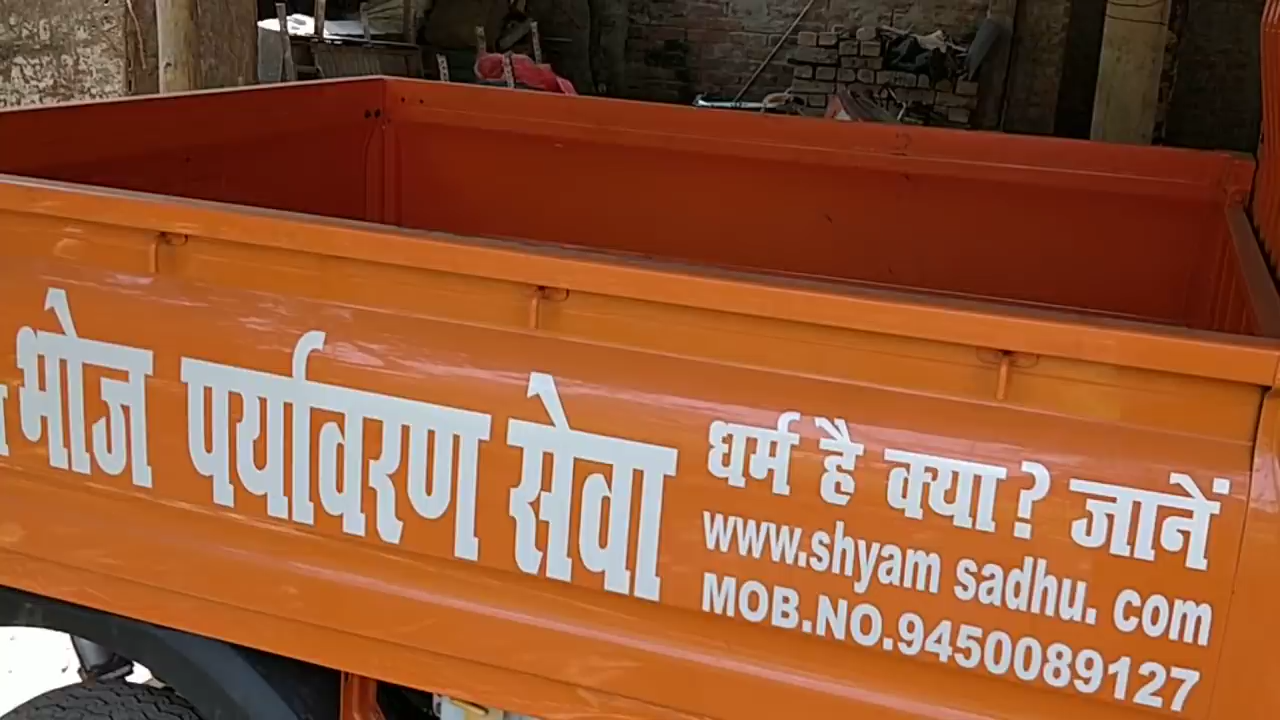 भोज पर्यावरण सेवा
धर्म है क्या? जानें
www.shyam sadhu. com
MOB.NO.9450089127